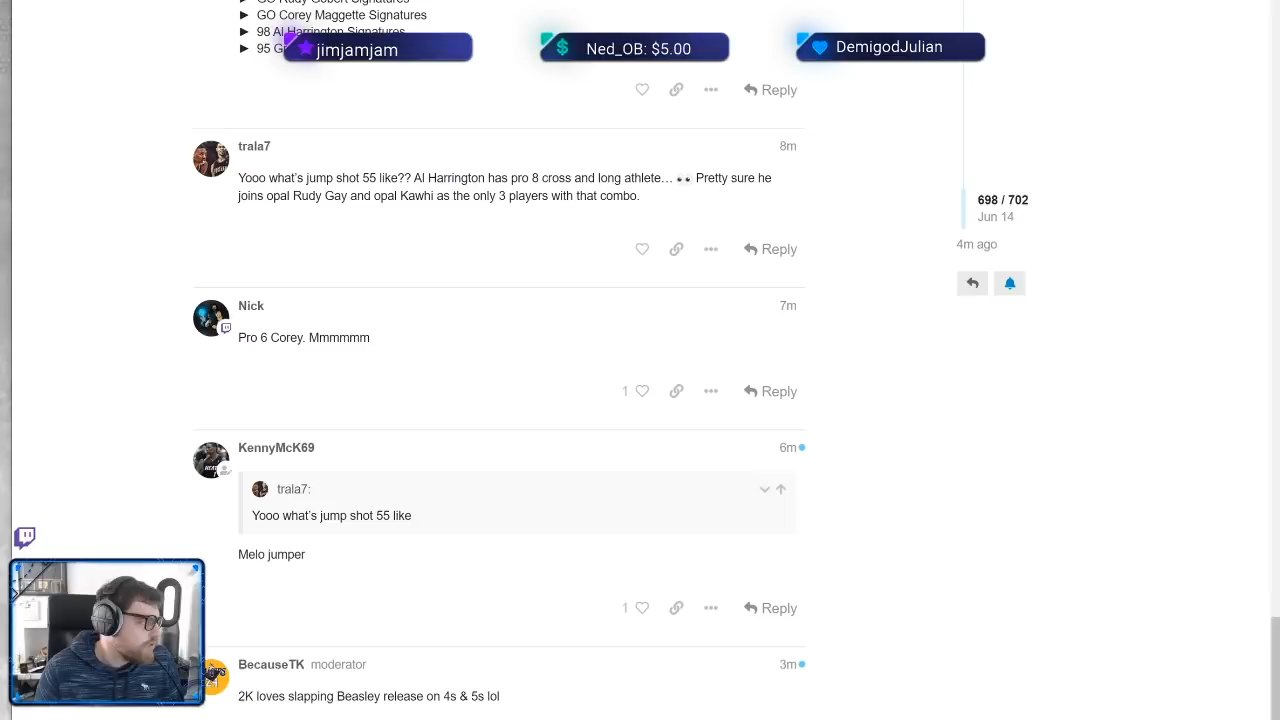 GO Rudy Gobert Signatures
► GO Corey Maggette Signatures
► 98 Al Harrington Signatures
► 95 G
jimjamjam
Ned_OB: $5.00
DemigodJulian
Reply
trala7
8m
Yooo what's jump shot 55 like?? Al Harrington has pro 8 cross and long athlete… 👀 Pretty sure he
joins opal Rudy Gay and opal Kawhi as the only 3 players with that combo.
Reply
698 / 702
Jun 14
4m ago
Nick
7m
Pro 6 Corey. Mmmmmm
1
Reply
KennyMcK69
6m
trala7:
Yooo what's jump shot 55 like
Melo jumper
1
Reply
BecauseTK moderator
3m
2K loves slapping Beasley release on 4s & 5s lol